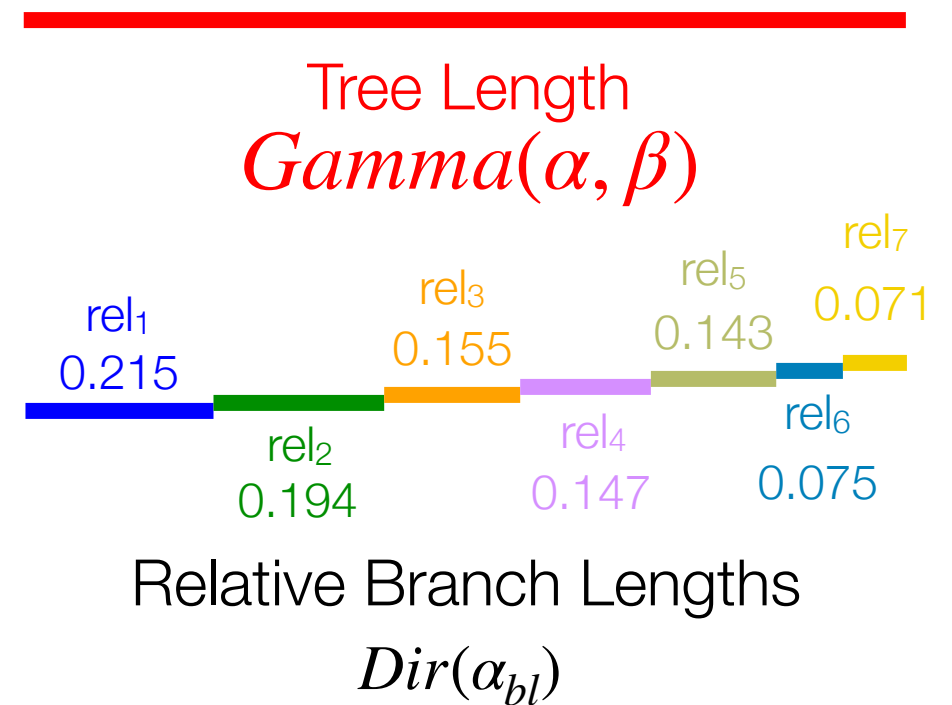 Tree Length
Gamma(α, β)
rel₁
0.215
rel₂
0.194
rel₃
0.155
rel₄
0.147
rel₅
0.143
rel₆
0.075
rel₇
0.071
Relative Branch Lengths
Dir(α_bl)